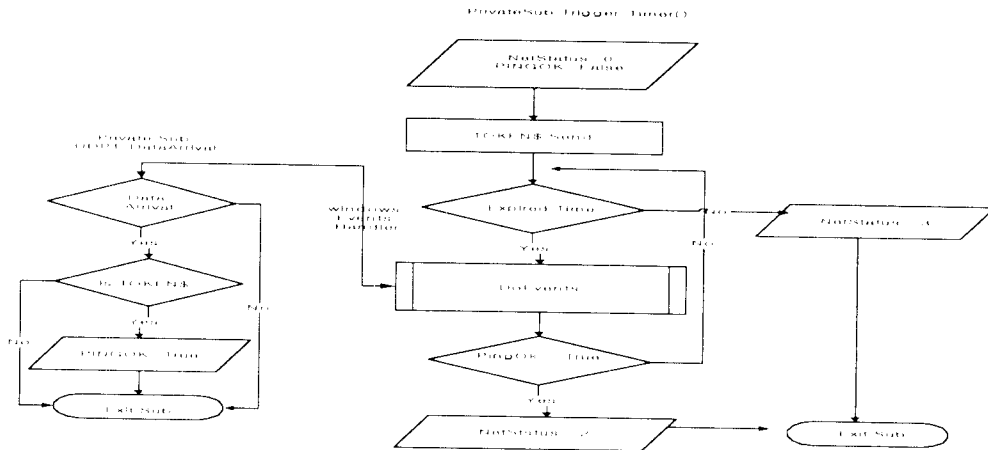 PrivateSub Trigger Timer()
NetStatus 0
PINGOK False
TOKEN$ Send
Private Sub
UDP1 DataArrival
Data
Arrival
Windows
Events
Handler
Expired Time
No
NetStatus 3
Yes
Yes
No
Is TOKEN$
DoEvents
Yes
No
No
PINGOK True
PingOk True
Yes
Exit Sub
NetStatus 2
Exit Sub